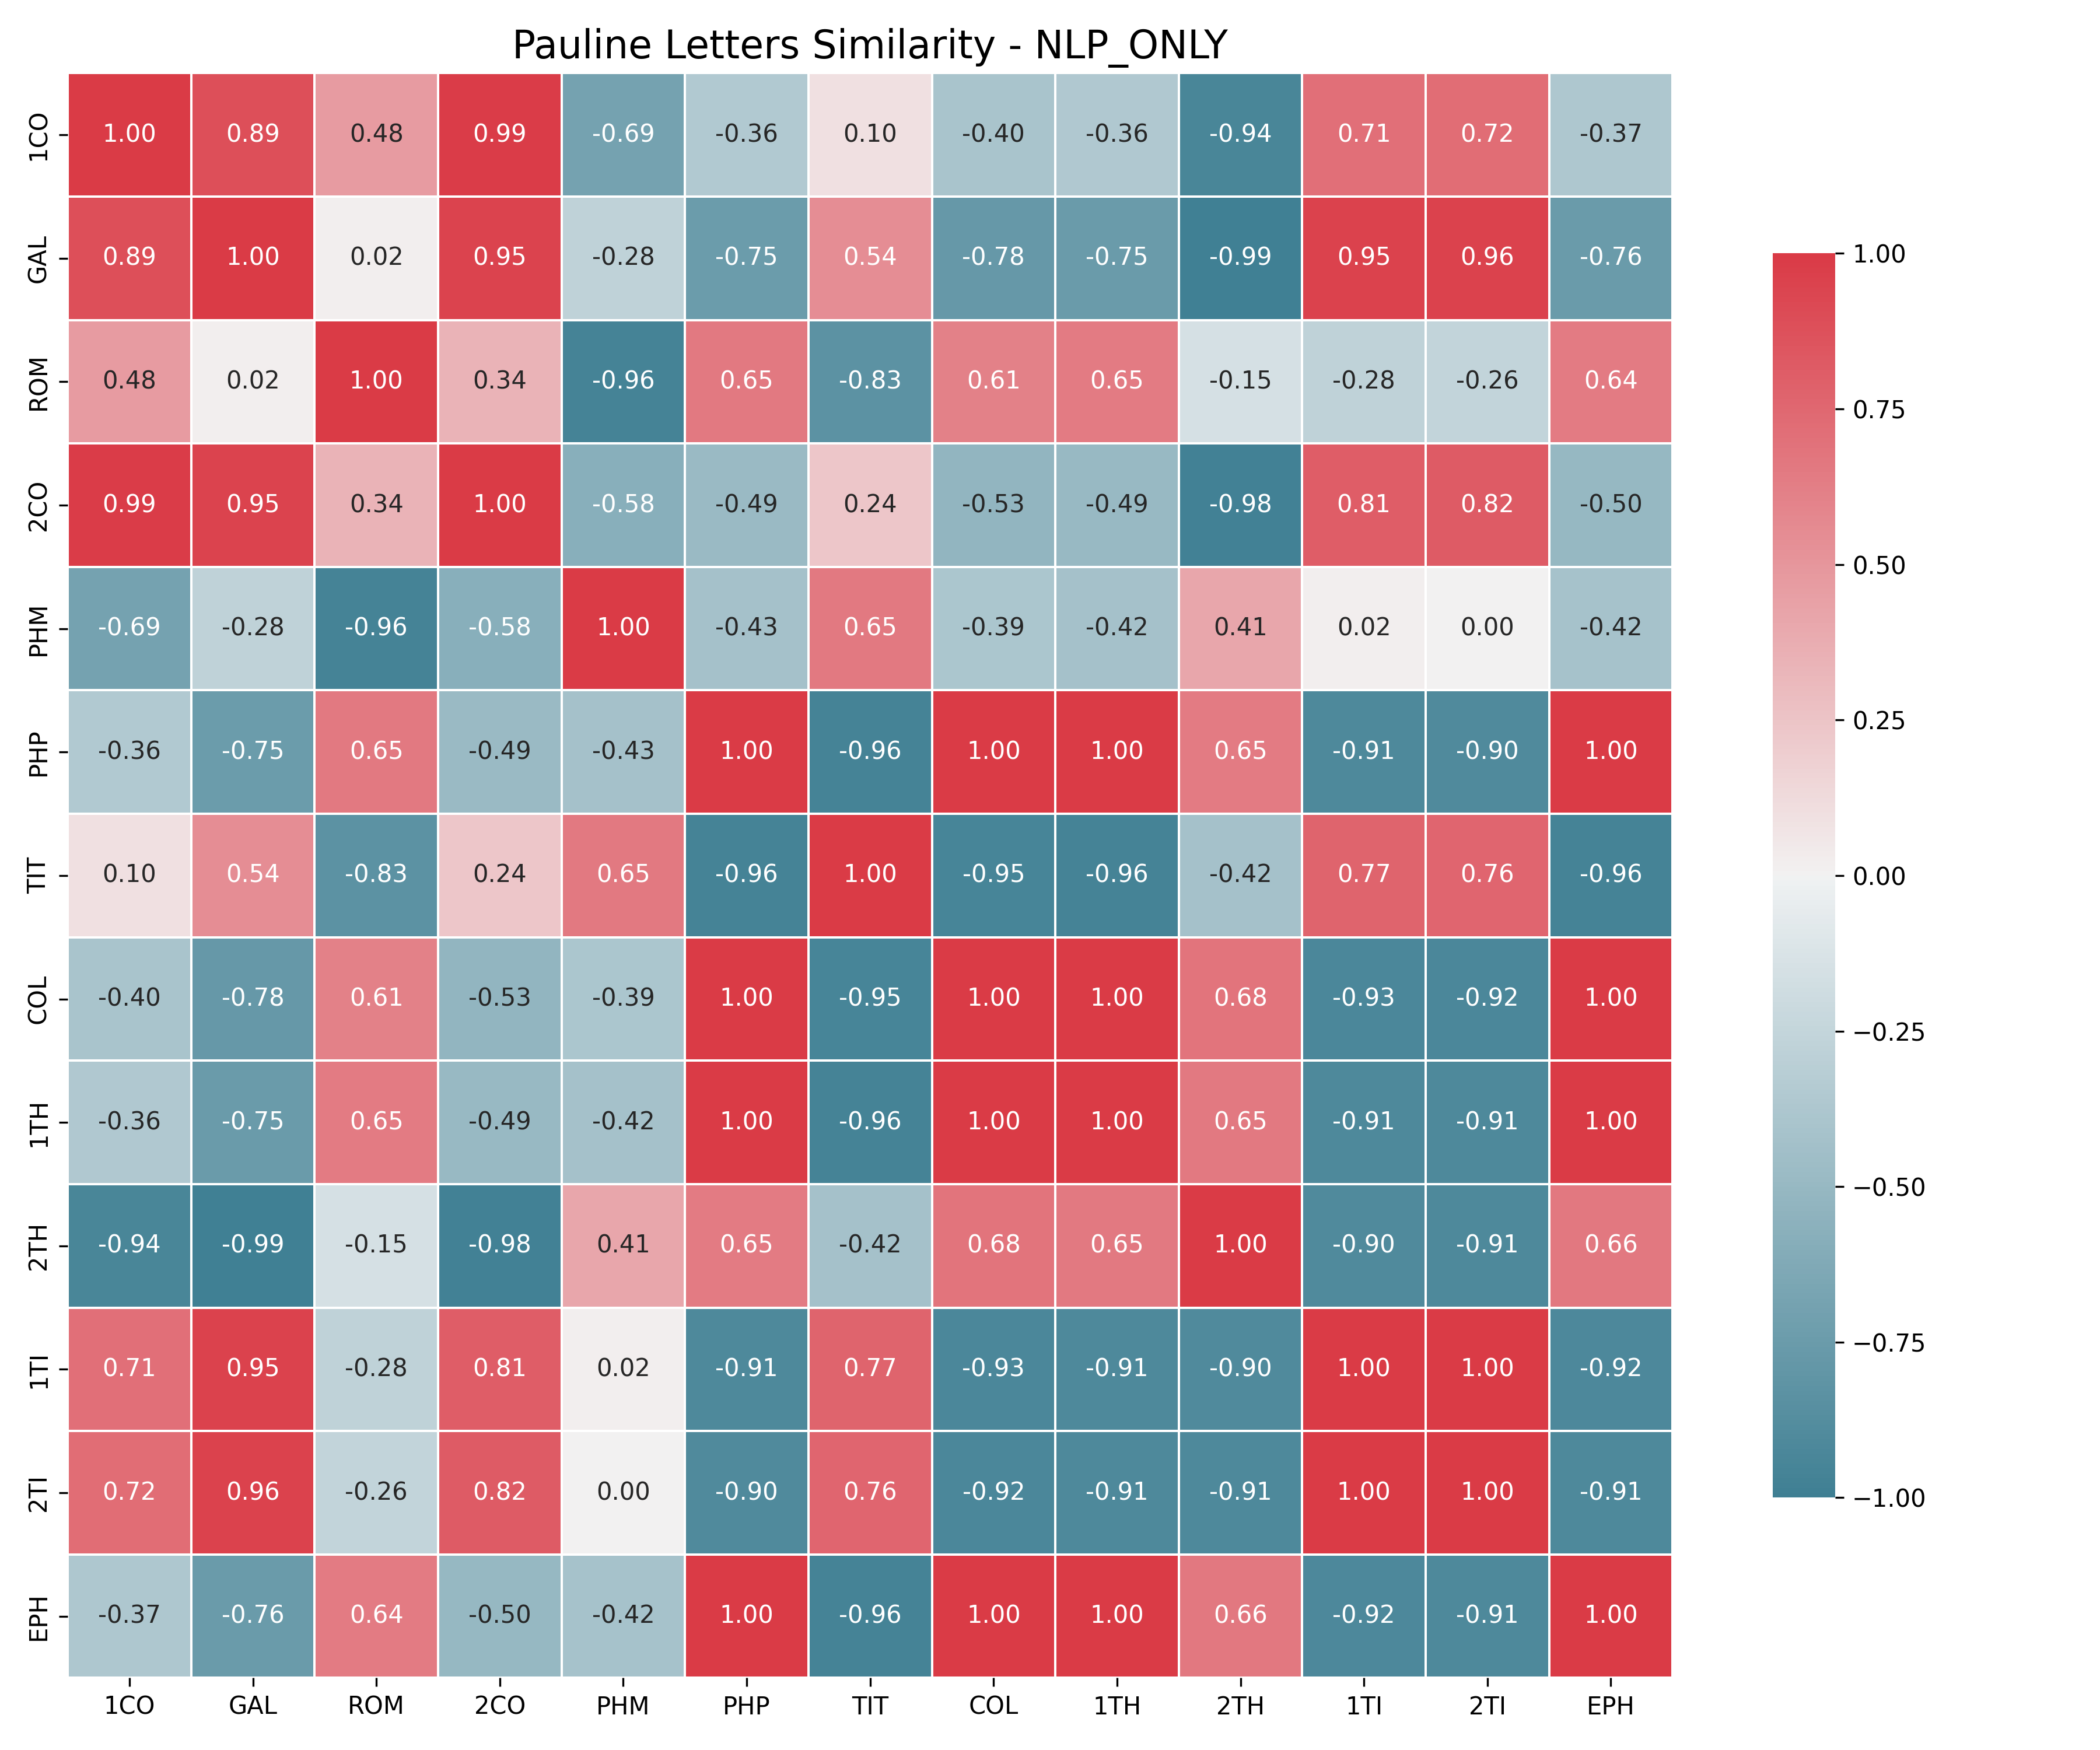 Pauline Letters Similarity - NLP_ONLY
1CO 1.00 0.89 0.48 0.99 -0.69 -0.36 0.10 -0.40 -0.36 -0.94 0.71 0.72 -0.37
GAL 0.89 1.00 0.02 0.95 -0.28 -0.75 0.54 -0.78 -0.75 -0.99 0.95 0.96 -0.76
ROM 0.48 0.02 1.00 0.34 -0.96 0.65 -0.83 0.61 0.65 -0.15 -0.28 -0.26 0.64
2CO 0.99 0.95 0.34 1.00 -0.58 -0.49 0.24 -0.53 -0.49 -0.98 0.81 0.82 -0.50
PHM -0.69 -0.28 -0.96 -0.58 1.00 -0.43 0.65 -0.39 -0.42 0.41 0.02 0.00 -0.42
PHP -0.36 -0.75 0.65 -0.49 -0.43 1.00 -0.96 1.00 1.00 0.65 -0.91 -0.90 1.00
TIT 0.10 0.54 -0.83 0.24 0.65 -0.96 1.00 -0.95 -0.96 -0.42 0.77 0.76 -0.96
COL -0.40 -0.78 0.61 -0.53 -0.39 1.00 -0.95 1.00 1.00 0.68 -0.93 -0.92 1.00
1TH -0.36 -0.75 0.65 -0.49 -0.42 1.00 -0.96 1.00 1.00 0.65 -0.91 -0.91 1.00
2TH -0.94 -0.99 -0.15 -0.98 0.41 0.65 -0.42 0.68 0.65 1.00 -0.90 -0.91 0.66
1TI 0.71 0.95 -0.28 0.81 0.02 -0.91 0.77 -0.93 -0.91 -0.90 1.00 1.00 -0.92
2TI 0.72 0.96 -0.26 0.82 0.00 -0.90 0.76 -0.92 -0.91 -0.91 1.00 1.00 -0.91
EPH -0.37 -0.76 0.64 -0.50 -0.42 1.00 -0.96 1.00 1.00 0.66 -0.92 -0.91 1.00
1CO GAL ROM 2CO PHM PHP TIT COL 1TH 2TH 1TI 2TI EPH
1.00
0.75
0.50
0.25
0.00
−0.25
−0.50
−0.75
−1.00